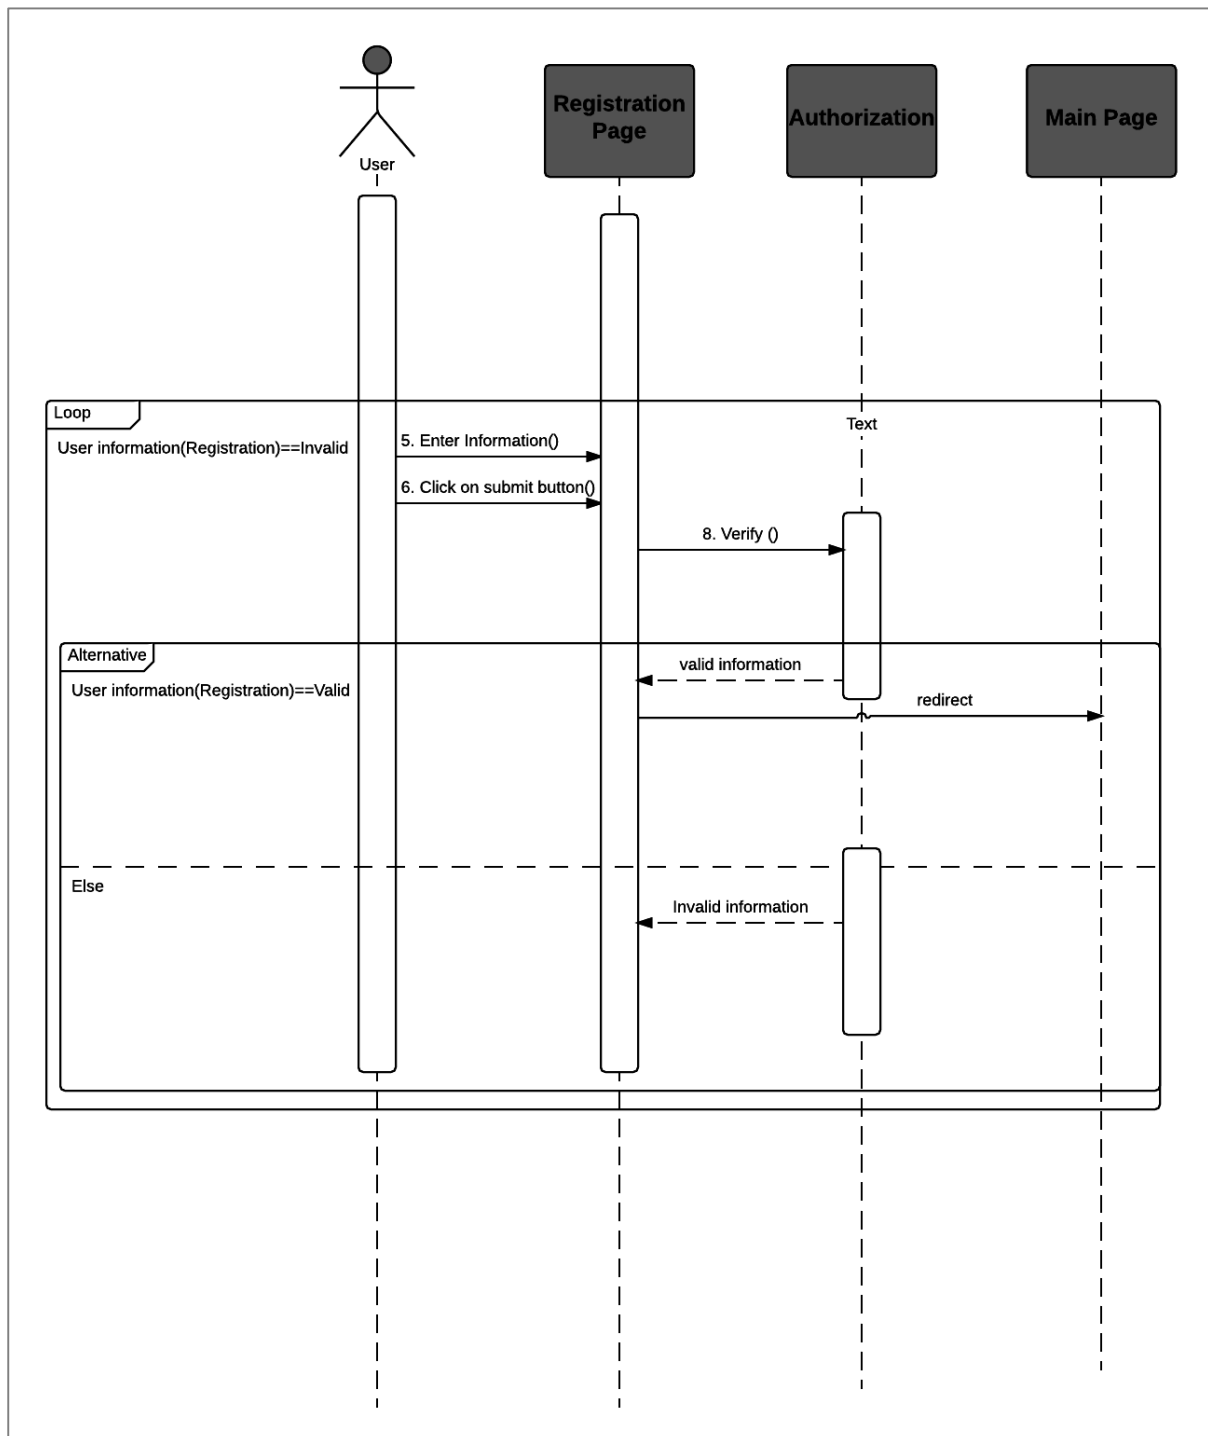 User
Registration
Page
Authorization
Main Page
Loop
Text
User information(Registration)==Invalid
5. Enter Information()
6. Click on submit button()
8. Verify ()
Alternative
valid information
User information(Registration)==Valid
redirect
Else
Invalid information